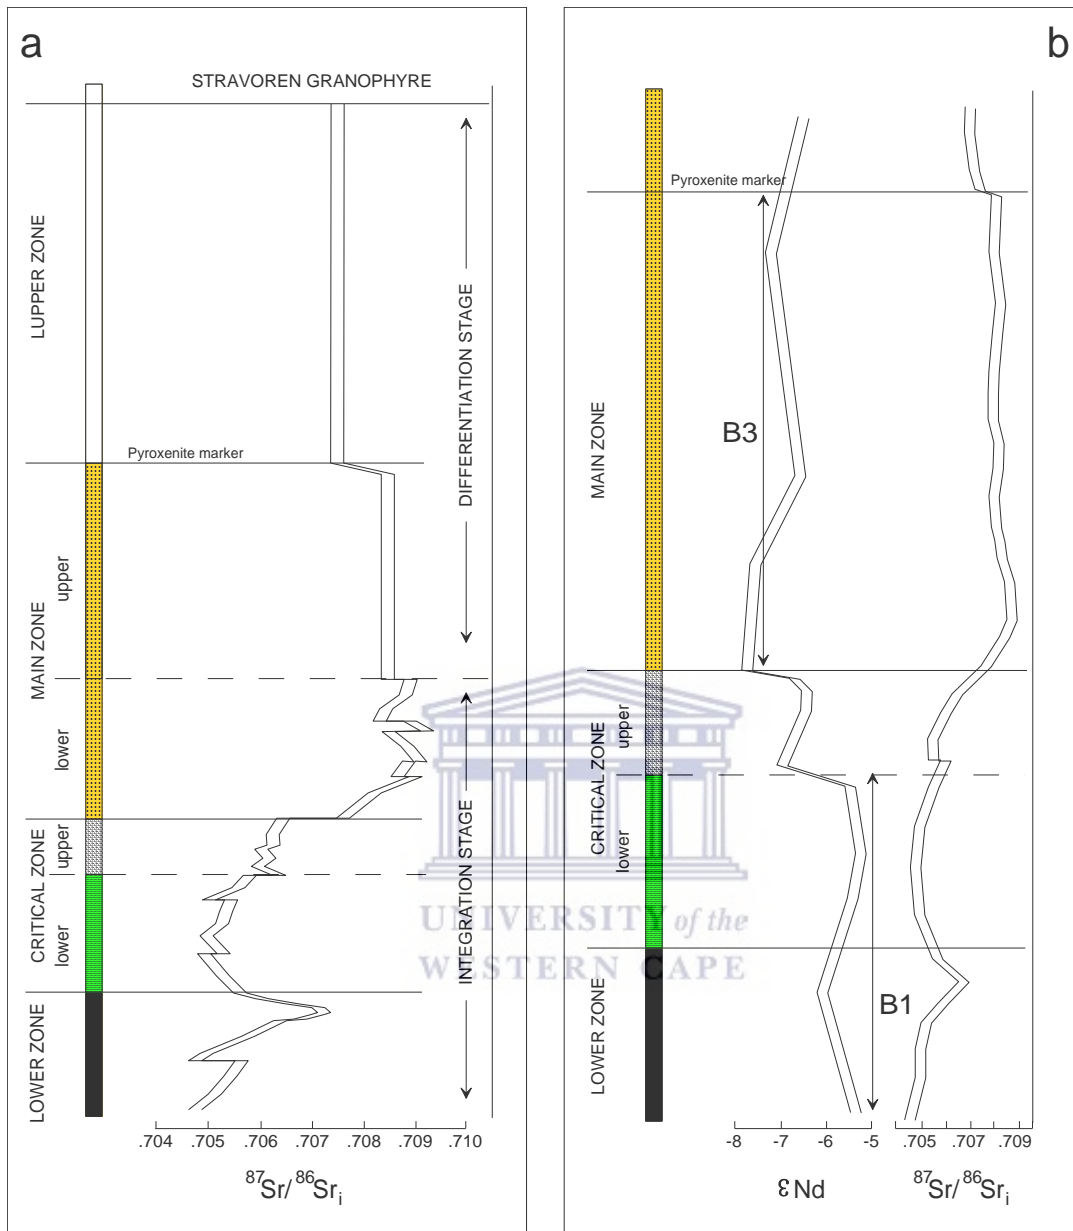 a
STRAVOREN GRANOPHYRE
LUPPER ZONE
DIFFERENTIATION STAGE
Pyroxenite marker
MAIN ZONE
upper
lower
INTEGRATION STAGE
CRITICAL ZONE
upper
lower
LOWER ZONE
.704 .705 .706 .707 .708 .709 .710
87Sr/86Sri
b
Pyroxenite marker
MAIN ZONE
B3
CRITICAL ZONE
upper
lower
B1
LOWER ZONE
-8 -7 -6 -5 .705 .707 .709
εNd 87Sr/86Sri
UNIVERSITY of the
WESTERN CAPE